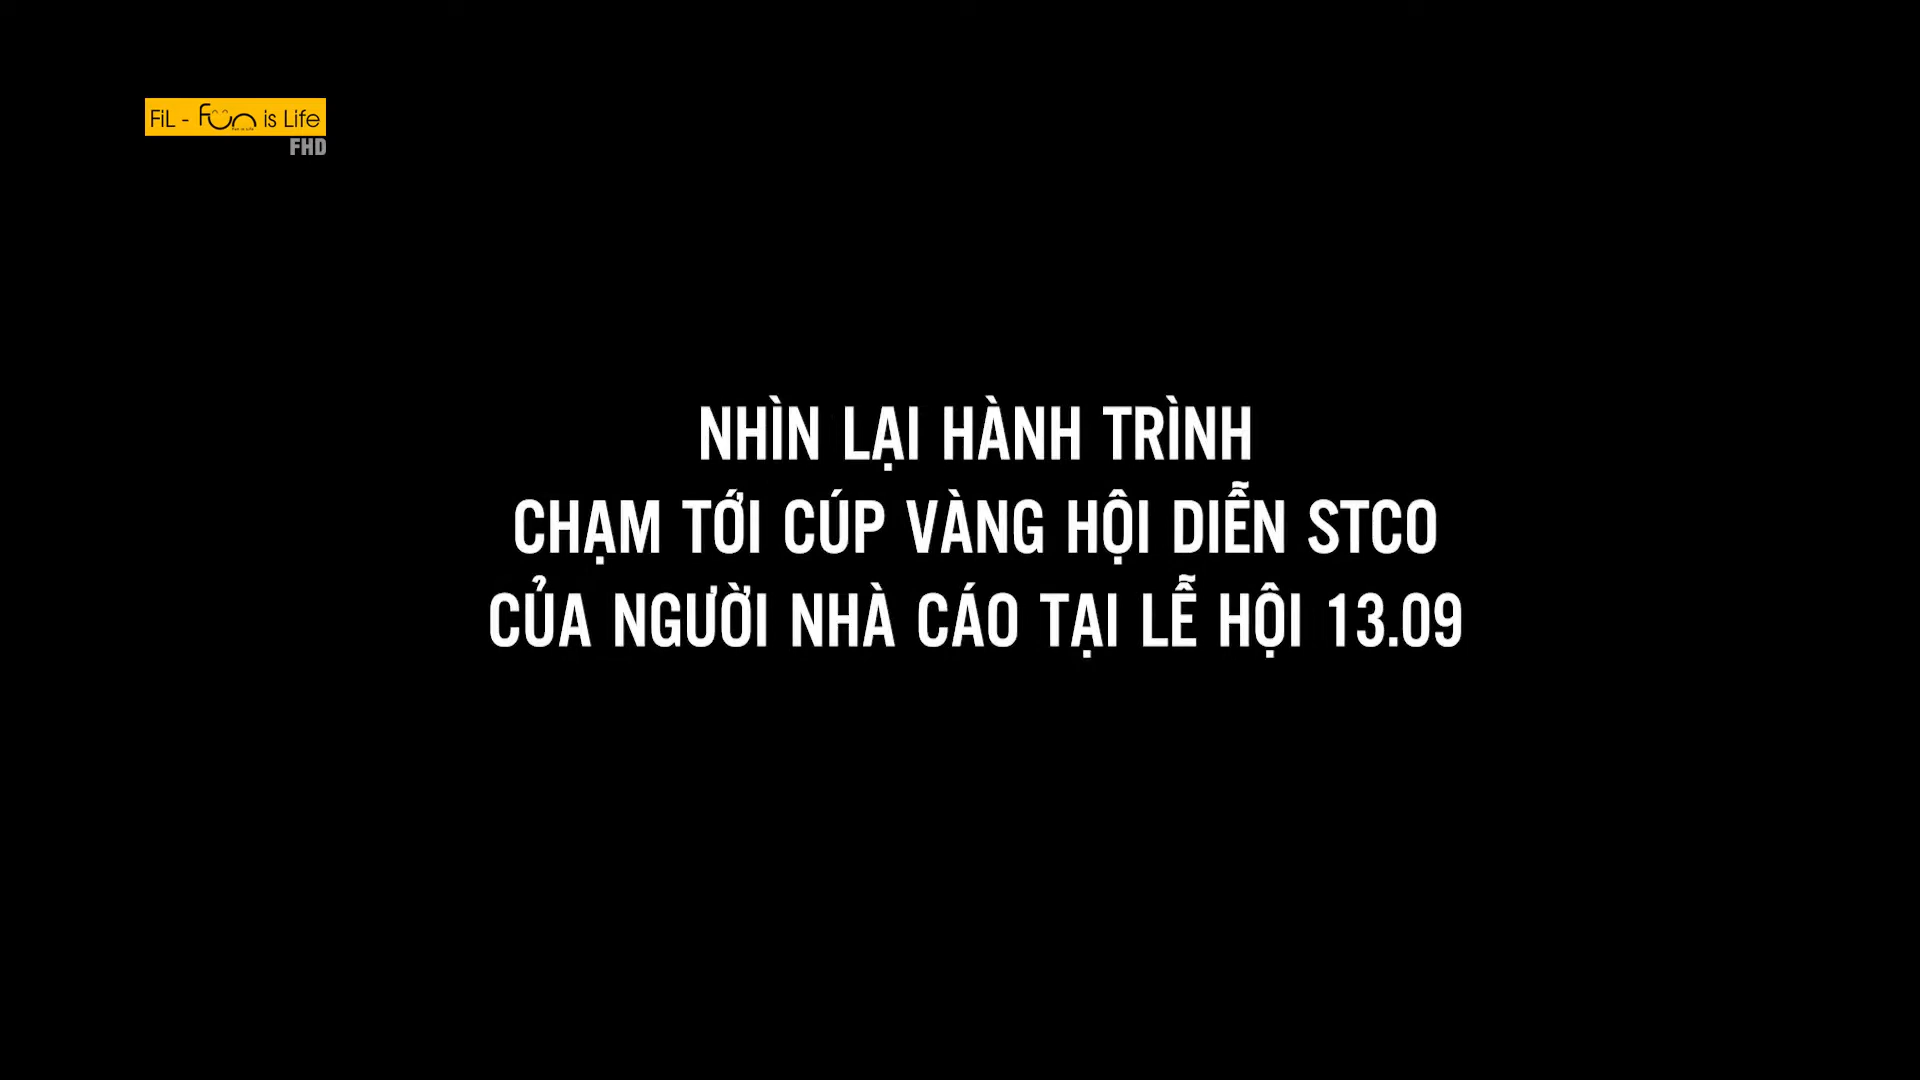 FiL - Fun is Life
FHD
NHÌN LẠI HÀNH TRÌNH
CHẠM TỚI CÚP VÀNG HỘI DIỄN STCO
CỦA NGƯỜI NHÀ CÁO TẠI LỄ HỘI 13.09